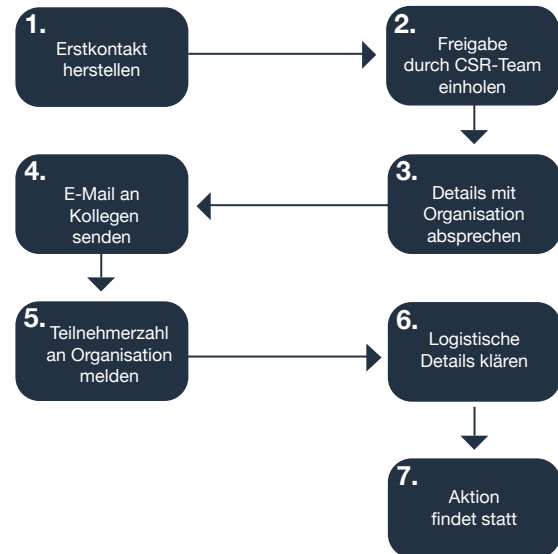 1.
Erstkontakt
herstellen
2.
Freigabe
durch CSR-Team
einholen
3.
Details mit
Organisation
absprechen
4.
E-Mail an
Kollegen
senden
5.
Teilnehmerzahl
an Organisation
melden
6.
Logistische
Details klären
7.
Aktion
findet statt